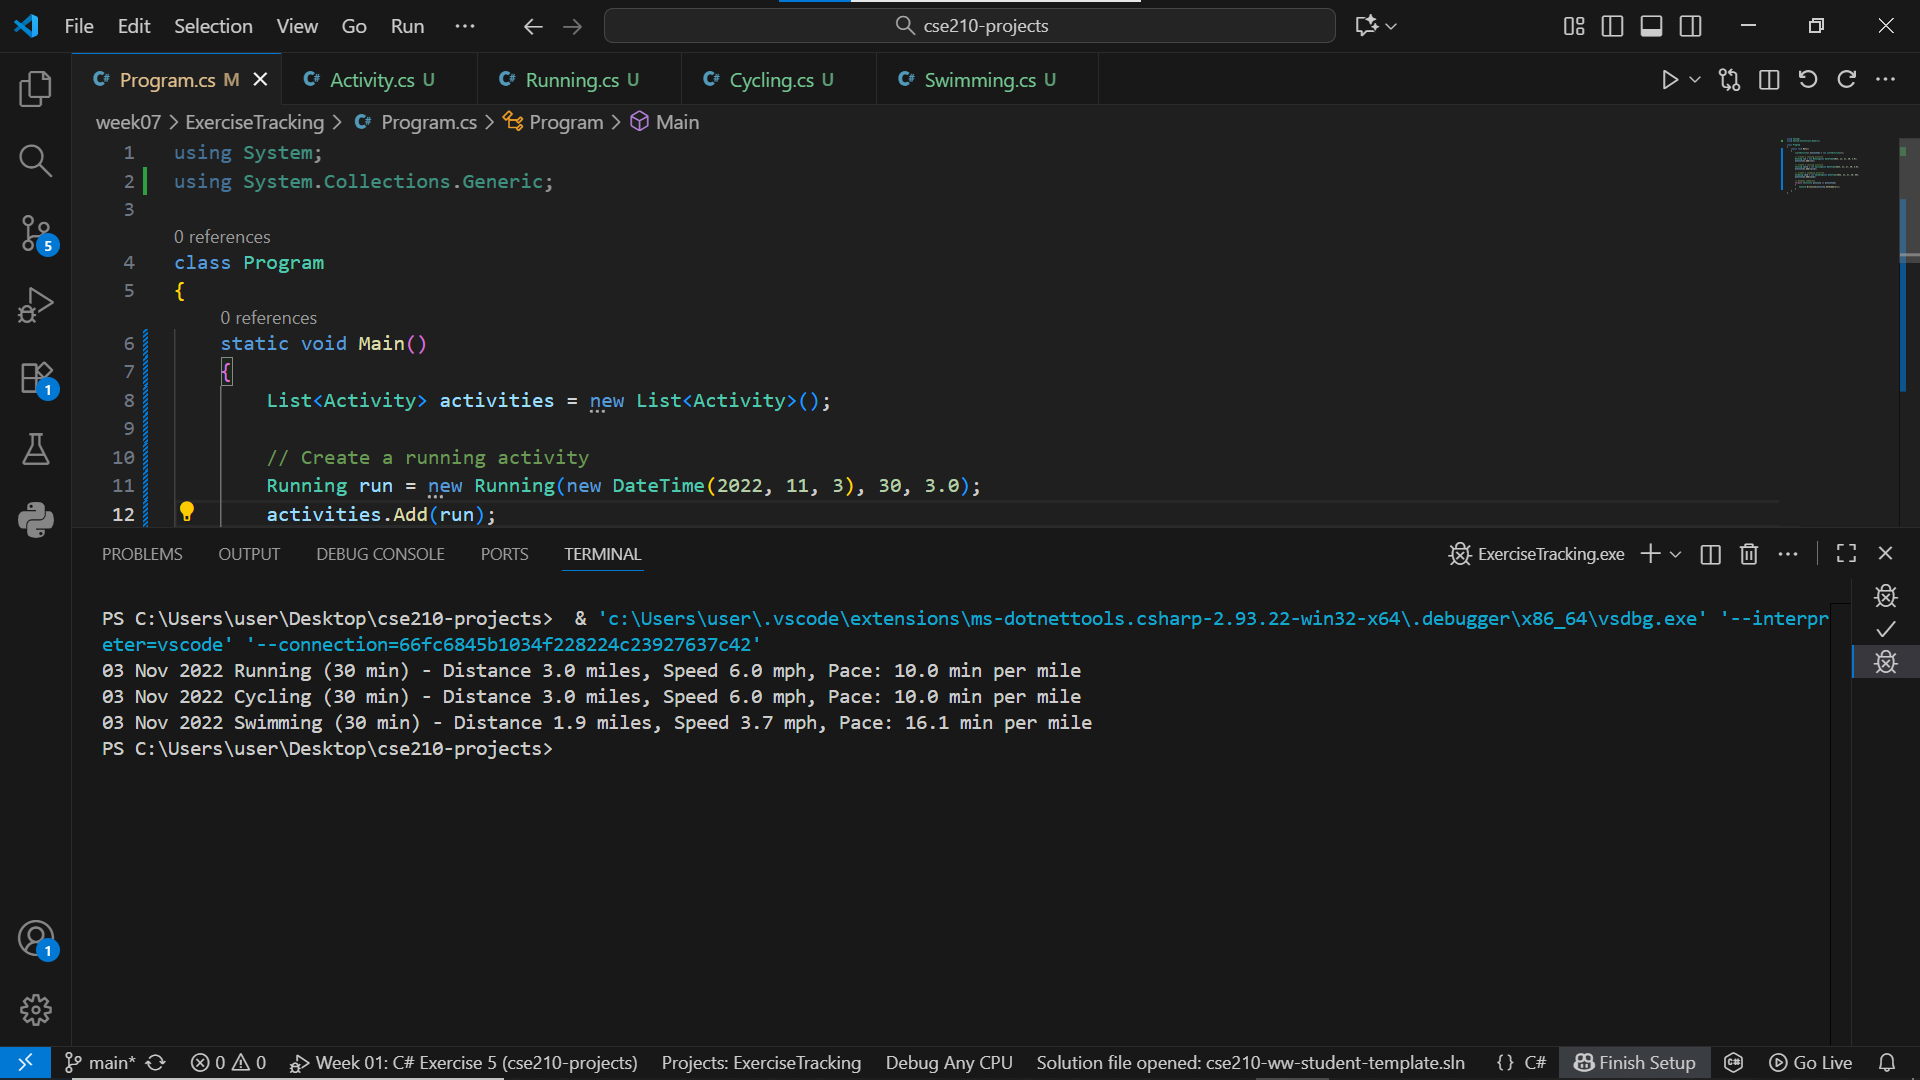 File Edit Selection View Go Run ··· cse210-projects
Program.cs M Activity.cs U Running.cs U Cycling.cs U Swimming.cs U
week07 > ExerciseTracking > Program.cs > Program > Main
1 using System;
2 using System.Collections.Generic;
3
0 references
4 class Program
5 {
0 references
6 static void Main()
7 {
8 List<Activity> activities = new List<Activity>();
9
10 // Create a running activity
11 Running run = new Running(new DateTime(2022, 11, 3), 30, 3.0);
12 activities.Add(run);
PROBLEMS OUTPUT DEBUG CONSOLE PORTS TERMINAL ExerciseTracking.exe
PS C:\Users\user\Desktop\cse210-projects>  & 'c:\Users\user\.vscode\extensions\ms-dotnettools.csharp-2.93.22-win32-x64\.debugger\x86_64\vsdbg.exe' '--interpr
eter=vscode' '--connection=66fc6845b1034f228224c23927637c42'
03 Nov 2022 Running (30 min) - Distance 3.0 miles, Speed 6.0 mph, Pace: 10.0 min per mile
03 Nov 2022 Cycling (30 min) - Distance 3.0 miles, Speed 6.0 mph, Pace: 10.0 min per mile
03 Nov 2022 Swimming (30 min) - Distance 1.9 miles, Speed 3.7 mph, Pace: 16.1 min per mile
PS C:\Users\user\Desktop\cse210-projects>
5
1
1
main* 0 0 Week 01: C# Exercise 5 (cse210-projects) Projects: ExerciseTracking Debug Any CPU Solution file opened: cse210-ww-student-template.sln {} C# Finish Setup Go Live